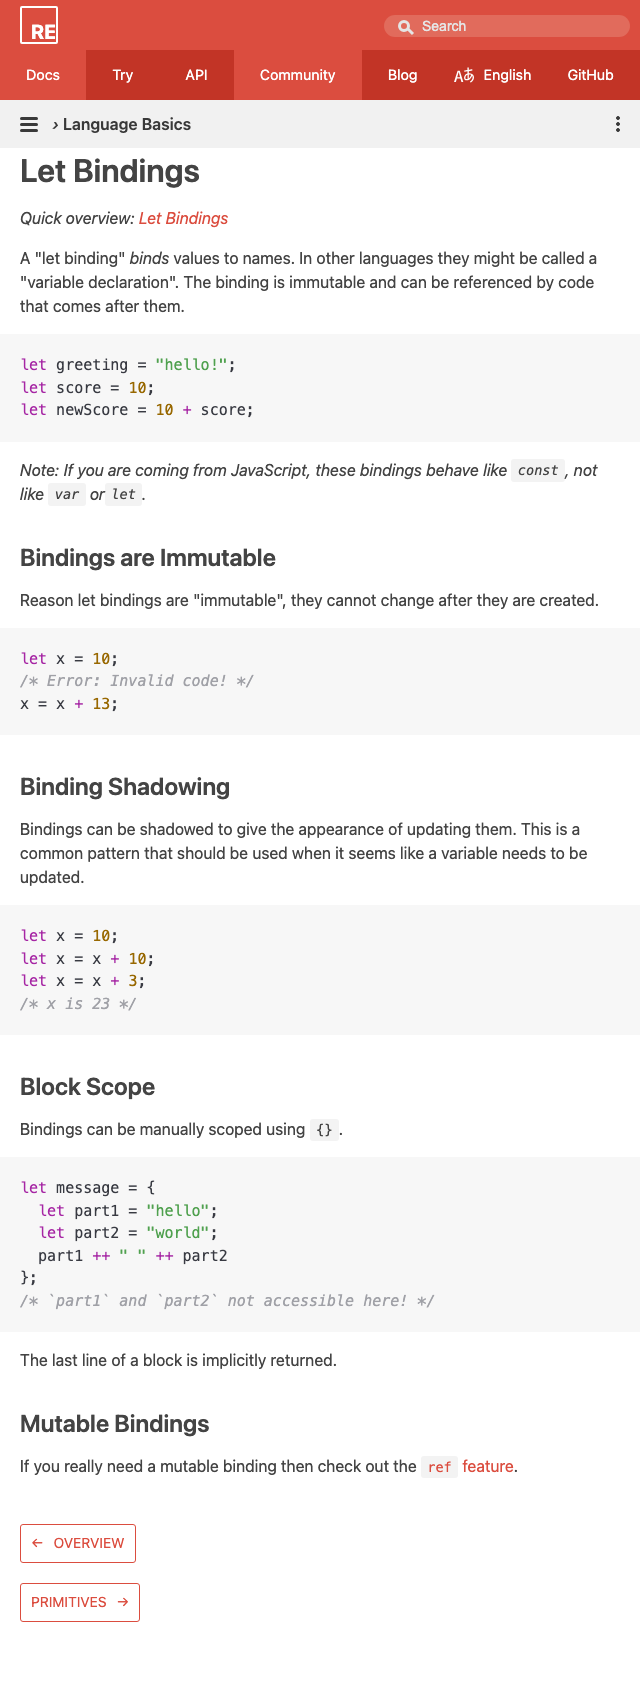 RE
Search
Docs
Try
API
Community
Blog
Aあ English
GitHub
› Language Basics
Let Bindings
Quick overview: Let Bindings
A "let binding" binds values to names. In other languages they might be called a
"variable declaration". The binding is immutable and can be referenced by code
that comes after them.
let greeting = "hello!";
let score = 10;
let newScore = 10 + score;
Note: If you are coming from JavaScript, these bindings behave like const, not
like var or let.
Bindings are Immutable
Reason let bindings are "immutable", they cannot change after they are created.
let x = 10;
/* Error: Invalid code! */
x = x + 13;
Binding Shadowing
Bindings can be shadowed to give the appearance of updating them. This is a
common pattern that should be used when it seems like a variable needs to be
updated.
let x = 10;
let x = x + 10;
let x = x + 3;
/* x is 23 */
Block Scope
Bindings can be manually scoped using {}.
let message = {
  let part1 = "hello";
  let part2 = "world";
  part1 ++ " " ++ part2
};
/* `part1` and `part2` not accessible here! */
The last line of a block is implicitly returned.
Mutable Bindings
If you really need a mutable binding then check out the ref feature.
← OVERVIEW
PRIMITIVES →